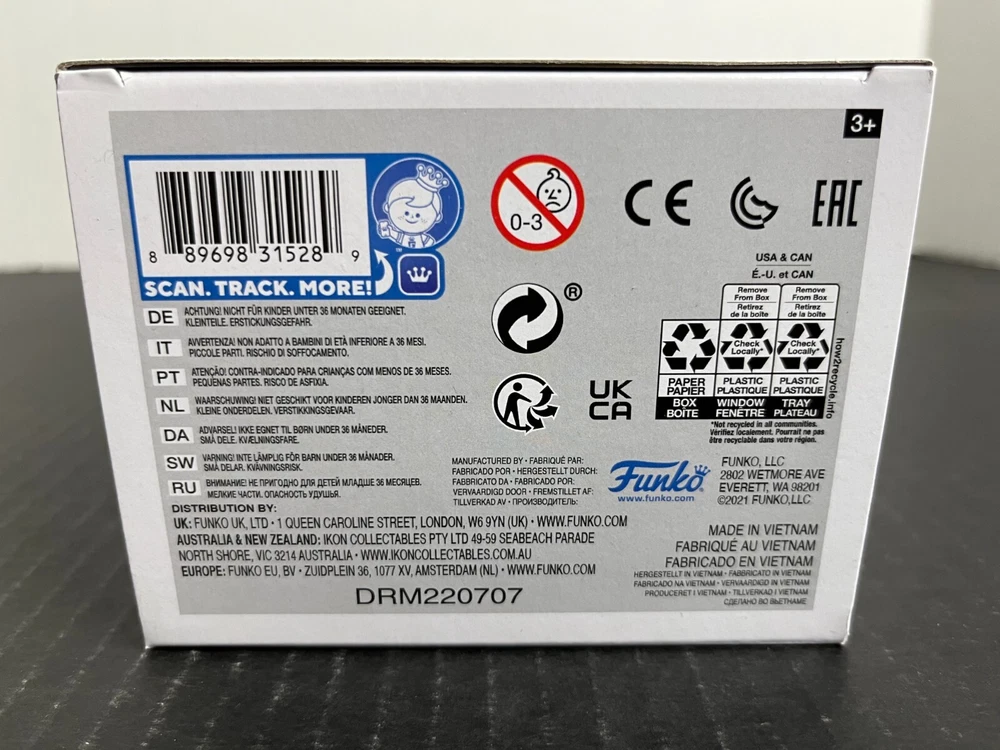 3+
8 89698 31528 9
™
SCAN. TRACK. MORE!
0-3
CE
EAC
DE ACHTUNG! NICHT FÜR KINDER UNTER 36 MONATEN GEEIGNET.
KLEINTEILE. ERSTICKUNGSGEFAHR.
IT AVVERTENZA! NON ADATTO A BAMBINI DI ETÀ INFERIORE A 36 MESI.
PICCOLE PARTI. RISCHIO DI SOFFOCAMENTO.
PT ATENÇÃO! CONTRA-INDICADO PARA CRIANÇAS COM MENOS DE 36 MESES.
PEQUENAS PARTES. RISCO DE ASFIXIA.
NL WAARSCHUWING! NIET GESCHIKT VOOR KINDEREN JONGER DAN 36 MAANDEN.
KLEINE ONDERDELEN. VERSTIKKINGSGEVAAR.
DA ADVARSEL! IKKE EGNET TIL BØRN UNDER 36 MÅNEDER.
SMÅ DELE. KVÆLNINGSFARE.
SW VARNING! INTE LÄMPLIG FÖR BARN UNDER 36 MÅNADER.
SMÅ DELAR. KVÄVNINGSRISK.
RU ВНИМАНИЕ! НЕ ПРИГОДНО ДЛЯ ДЕТЕЙ МЛАДШЕ 36 МЕСЯЦЕВ.
МЕЛКИЕ ЧАСТИ. ОПАСНОСТЬ УДУШЬЯ.
®
UK
CA
USA & CAN
É.-U. et CAN
Remove From Box
Retirez de la boîte
Remove From Box
Retirez de la boîte
Check Locally*
Check Locally*
PAPER PAPIER
PLASTIC PLASTIQUE
PLASTIC PLASTIQUE
BOX BOÎTE
WINDOW FENÊTRE
TRAY PLATEAU
how2recycle.info
*Not recycled in all communities.
Vérifiez localement. Pourrait ne pas
être recyclable dans votre région.
MANUFACTURED BY • FABRIQUÉ PAR:
FABRICADO POR • HERGESTELLT DURCH:
FABBRICATO DA • FABRICADO POR:
VERVAARDIGD DOOR • FREMSTILLET AF:
TILLVERKAD AV • ПРОИЗВОДИТЕЛЬ:
Funko®
www.funko.com
FUNKO, LLC
2802 WETMORE AVE
EVERETT, WA 98201
©2021 FUNKO,LLC
DISTRIBUTION BY:
UK: FUNKO UK, LTD • 1 QUEEN CAROLINE STREET, LONDON, W6 9YN (UK) • WWW.FUNKO.COM
AUSTRALIA & NEW ZEALAND: IKON COLLECTABLES PTY LTD 49-59 SEABEACH PARADE
NORTH SHORE, VIC 3214 AUSTRALIA • WWW.IKONCOLLECTABLES.COM.AU
EUROPE: FUNKO EU, BV • ZUIDPLEIN 36, 1077 XV, AMSTERDAM (NL) • WWW.FUNKO.COM
MADE IN VIETNAM
FABRIQUÉ AU VIETNAM
FABRICADO EN VIETNAM
HERGESTELLT IN VIETNAM • FABBRICATO IN VIETNAM
FABRICADO NA VIETNAM • VERVAARDIGD IN VIETNAM
PRODUCERET I VIETNAM • TILLVERKAD I VIETNAM
СДЕЛАНО ВО ВЬЕТНАМЕ
DRM220707